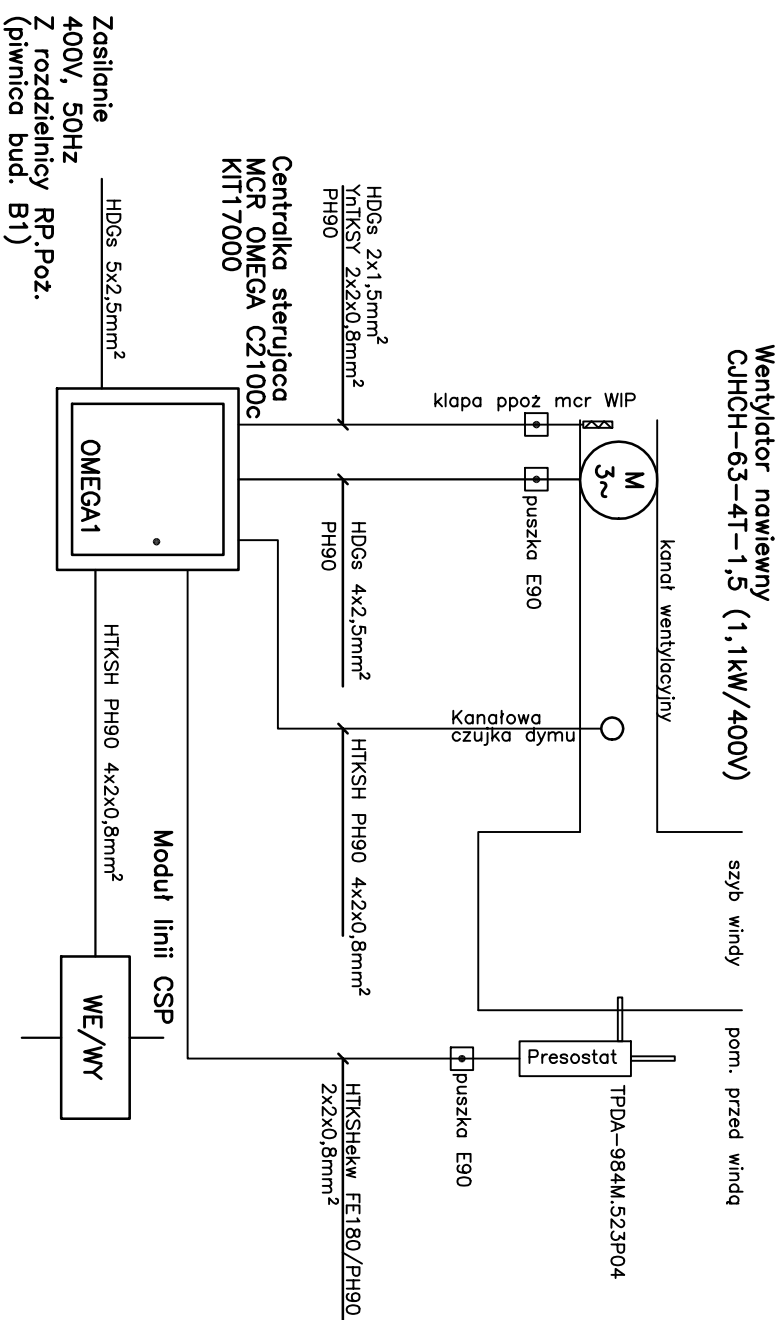 Wentylator nawiewny
CJHCH-63-4T-1,5 (1,1kW/400V)
szyb windy
pom. przed windą
kanał wentylacyjny
M
3~
klapa ppoż mcr WIP
puszka E90
Kanałowa
czujka dymu
Presostat
TPDA-984M.523P04
puszka E90
HDGs 2x1,5mm²
YnTKSY 2x2x0,8mm²
PH90
HDGs 4x2,5mm²
PH90
HTKSH PH90 4x2x0,8mm²
HTKSHekw FE180/PH90
2x2x0,8mm²
Centralka sterujaca
MCR OMEGA C2100c
KIT17000
Moduł linii CSP
HDGs 5x2,5mm²
OMEGA1
HTKSH PH90 4x2x0,8mm²
WE/WY
Zasilanie
400V, 50Hz
Z rozdzielnicy RP.Poż.
(piwnica bud. B1)